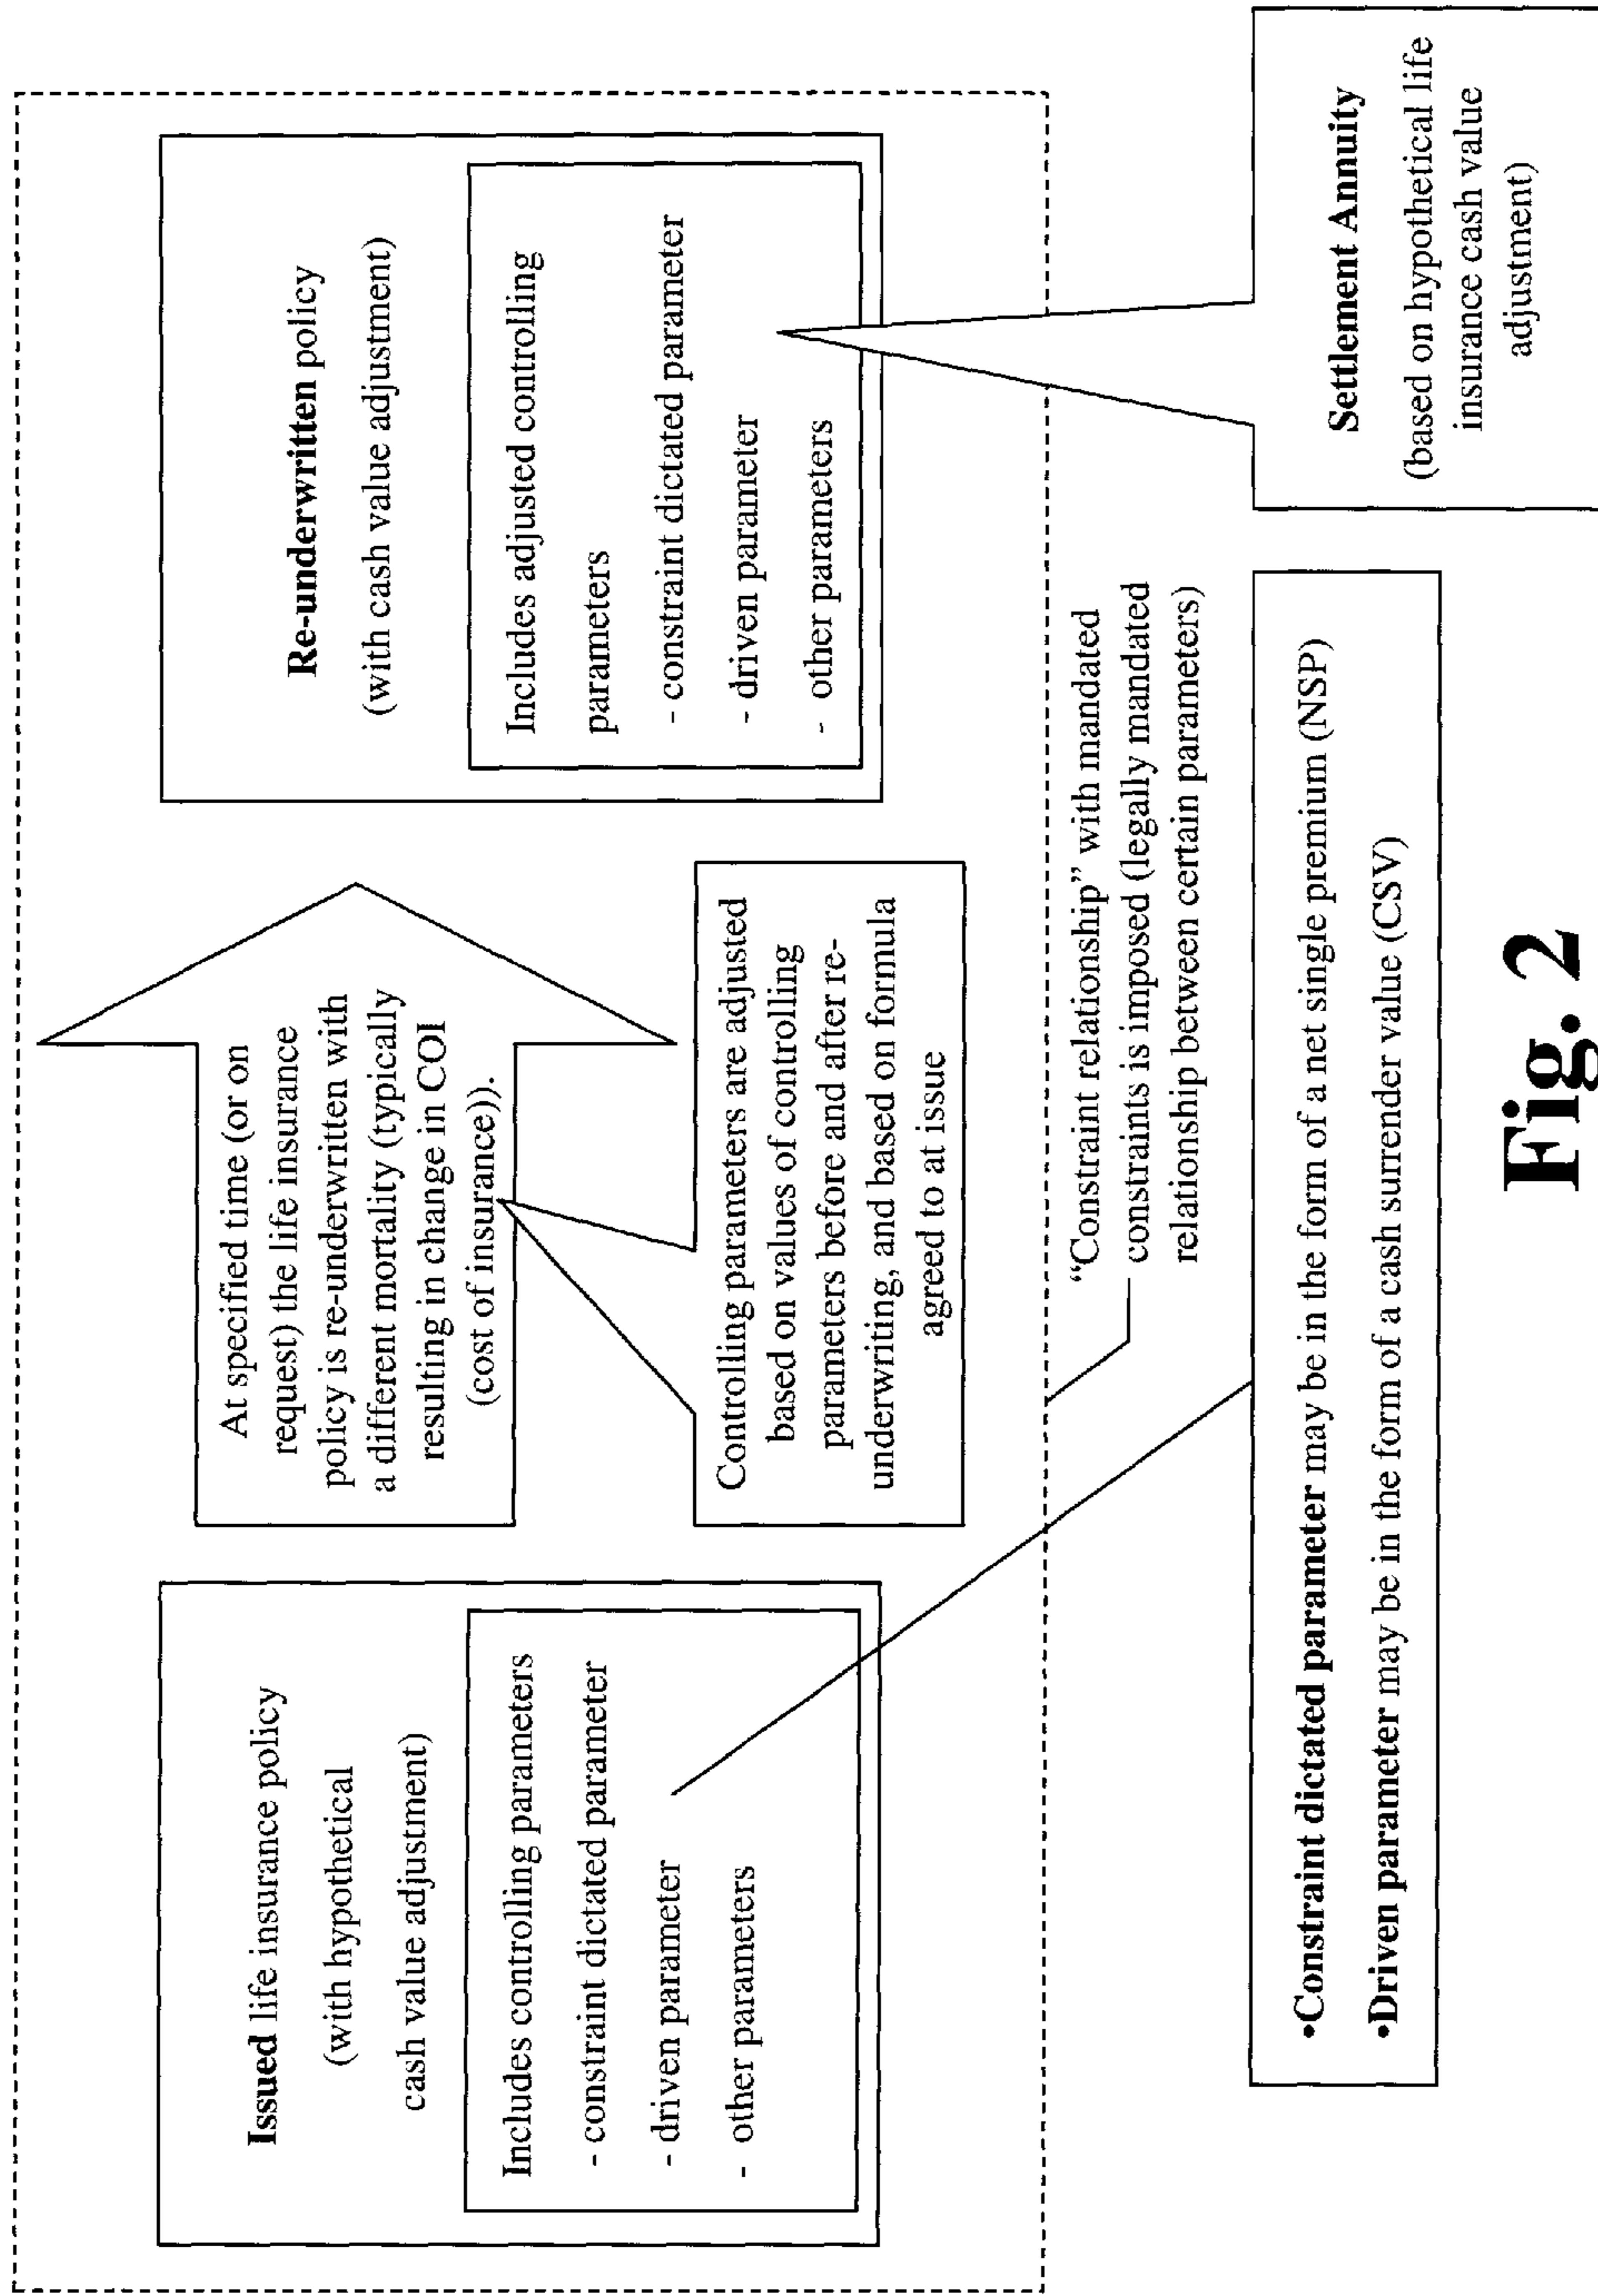 Issued life insurance policy
(with hypothetical
cash value adjustment)
Includes controlling parameters
- constraint dictated parameter
- driven parameter
- other parameters
At specified time (or on
request) the life insurance
policy is re-underwritten with
a different mortality (typically
resulting in change in COI
(cost of insurance)).
Controlling parameters are adjusted
based on values of controlling
parameters before and after re-
underwriting, and based on formula
agreed to at issue
Re-underwritten policy
(with cash value adjustment)
Includes adjusted controlling
parameters
- constraint dictated parameter
- driven parameter
- other parameters
“Constraint relationship” with mandated
constraints is imposed (legally mandated
relationship between certain parameters)
•Constraint dictated parameter may be in the form of a net single premium (NSP)
•Driven parameter may be in the form of a cash surrender value (CSV)
Settlement Annuity
(based on hypothetical life
insurance cash value
adjustment)
Fig. 2